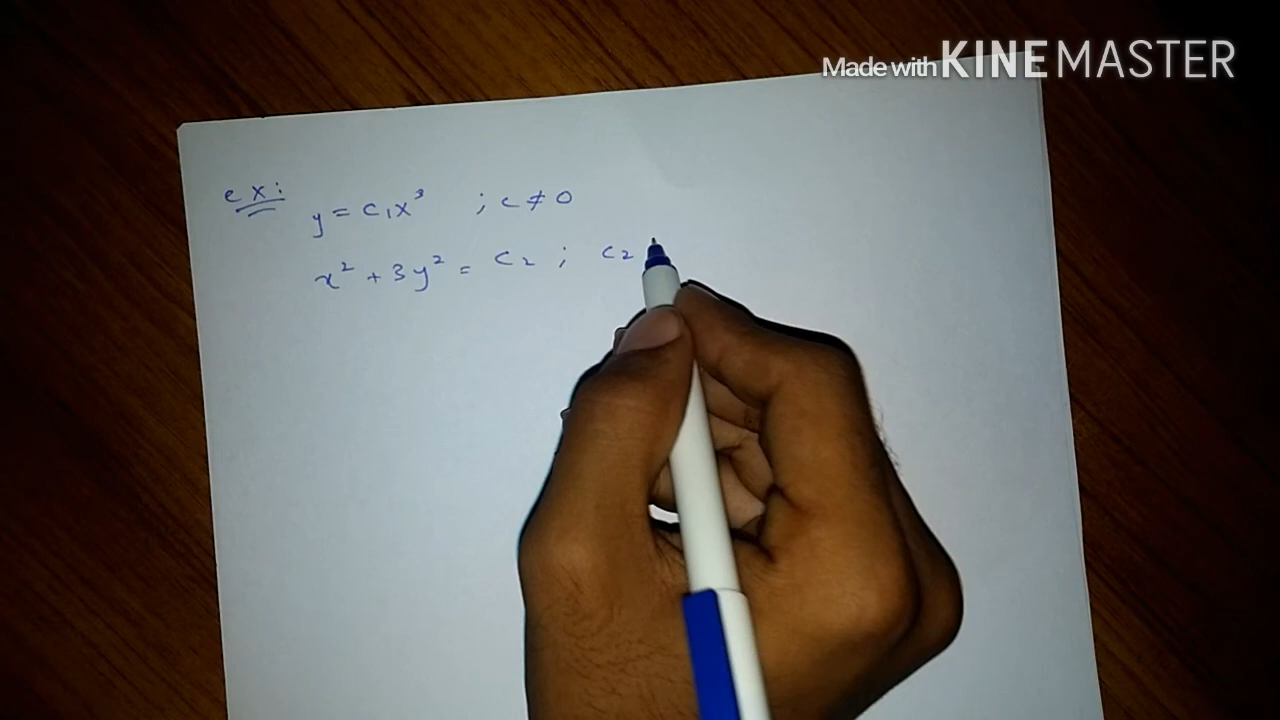 Made with KINEMASTER
ex: y = c₁x³ ; c ≠ 0
x² + 3y² = c₂ ; c₂